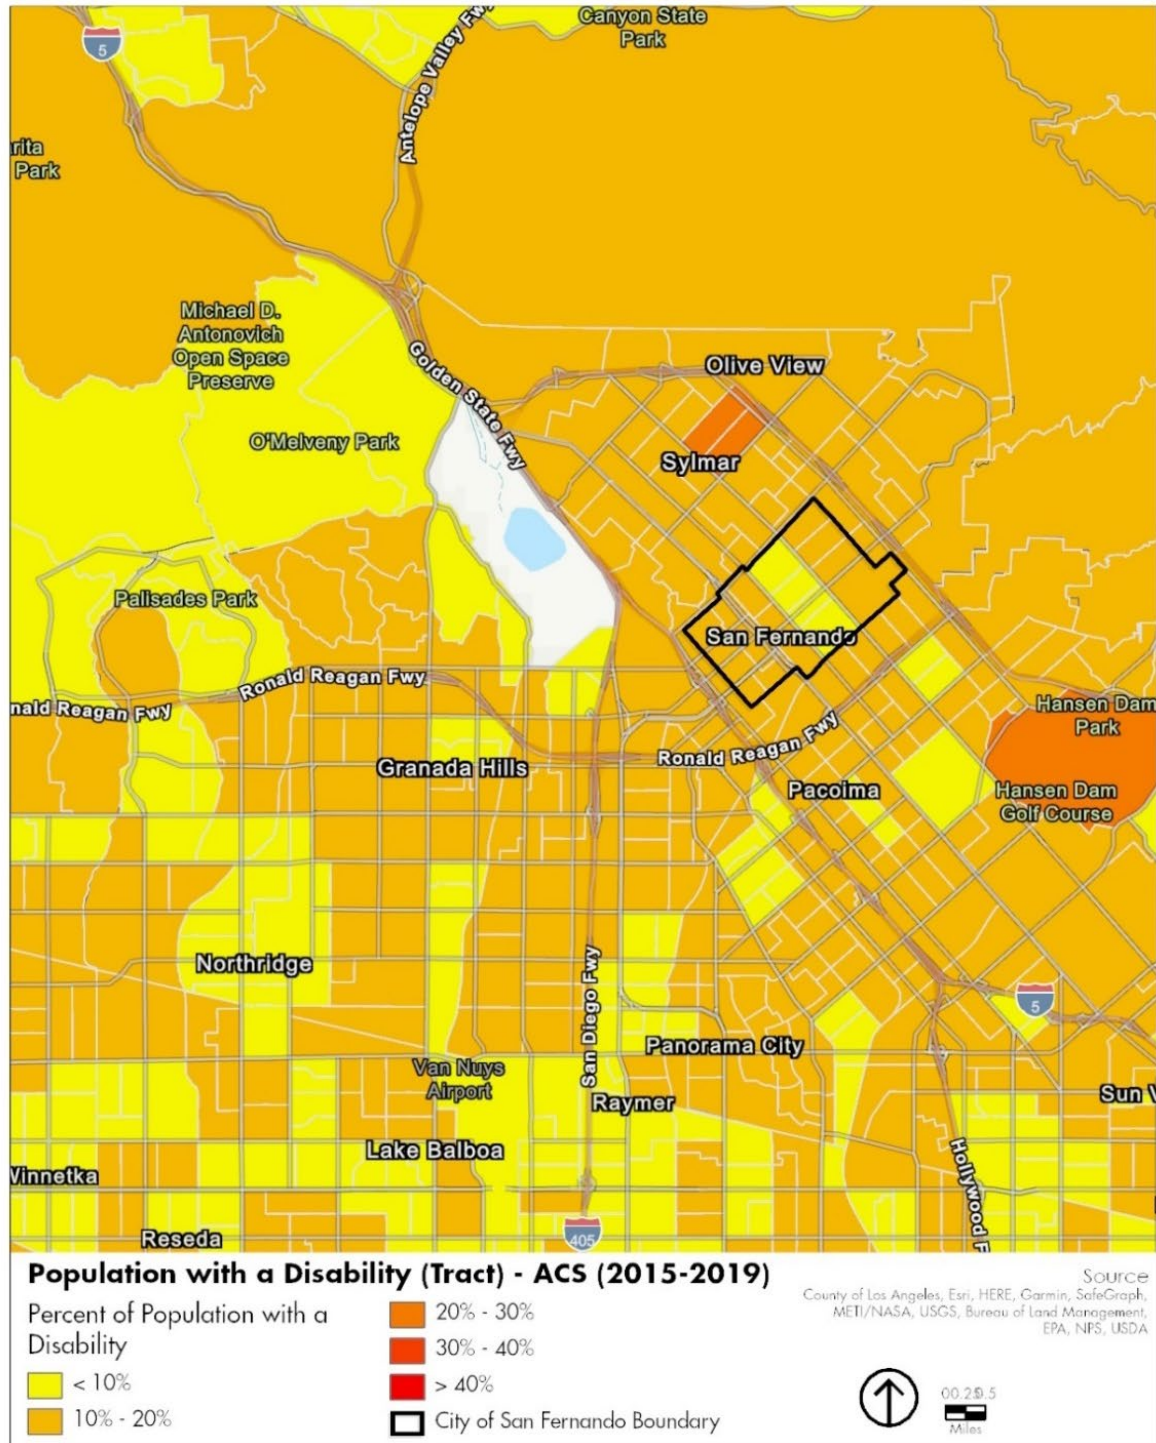 Canyon State
Park
5
Antelope Valley Fwy
rita
Park
Michael D.
Antonovich
Open Space
Preserve
Golden State Fwy
Olive View
O'Melveny Park
Sylmar
Palisades Park
San Fernando
Ronald Reagan Fwy
nald Reagan Fwy
Hansen Dam
Park
Ronald Reagan Fwy
Granada Hills
Pacoima
Hansen Dam
Golf Course
Northridge
San Diego Fwy
5
Panorama City
Van Nuys
Airport
Raymer
Sun V
Lake Balboa
Hollywood F
Winnetka
Reseda
405
Population with a Disability (Tract) - ACS (2015-2019)
Percent of Population with a
Disability
< 10%
10% - 20%
20% - 30%
30% - 40%
> 40%
City of San Fernando Boundary
Source
County of Los Angeles, Esri, HERE, Garmin, SafeGraph,
METI/NASA, USGS, Bureau of Land Management,
EPA, NPS, USDA
Miles